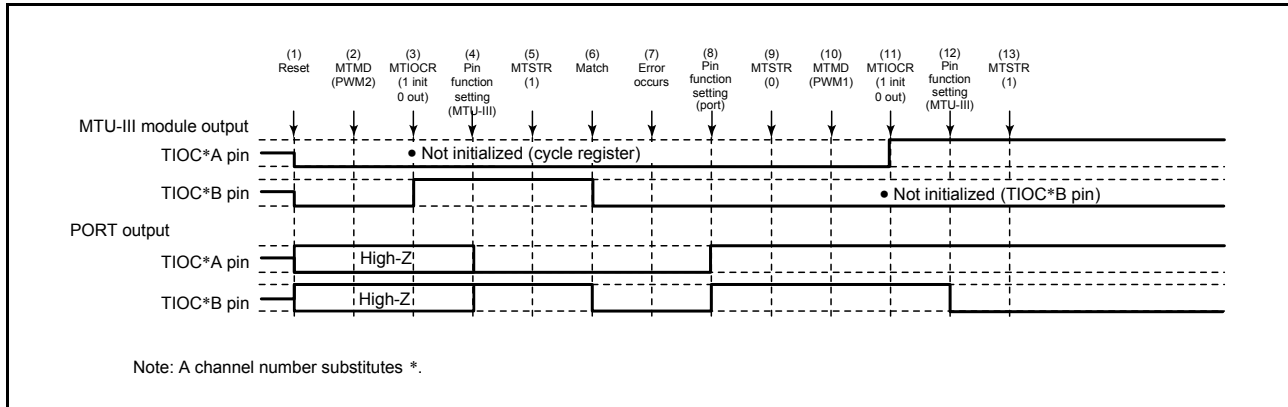 (1) Reset
(2) MTMD (PWM2)
(3) MTIOCR (1 init 0 out)
(4) Pin function setting (MTU-III)
(5) MTSTR (1)
(6) Match
(7) Error occurs
(8) Pin function setting (port)
(9) MTSTR (0)
(10) MTMD (PWM1)
(11) MTIOCR (1 init 0 out)
(12) Pin function setting (MTU-III)
(13) MTSTR (1)
MTU-III module output
TIOC*A pin
• Not initialized (cycle register)
TIOC*B pin
• Not initialized (TIOC*B pin)
PORT output
TIOC*A pin
High-Z
TIOC*B pin
High-Z
Note: A channel number substitutes *.